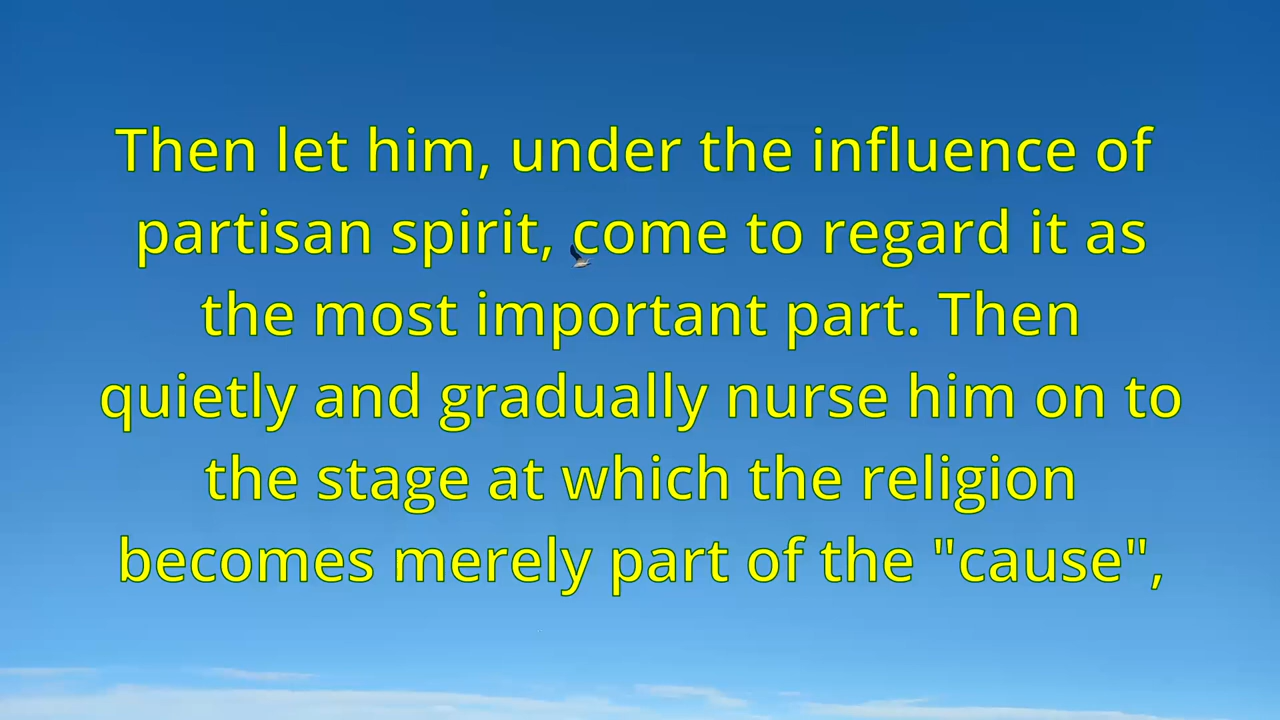 Then let him, under the influence of
partisan spirit, come to regard it as
the most important part. Then
quietly and gradually nurse him on to
the stage at which the religion
becomes merely part of the "cause",